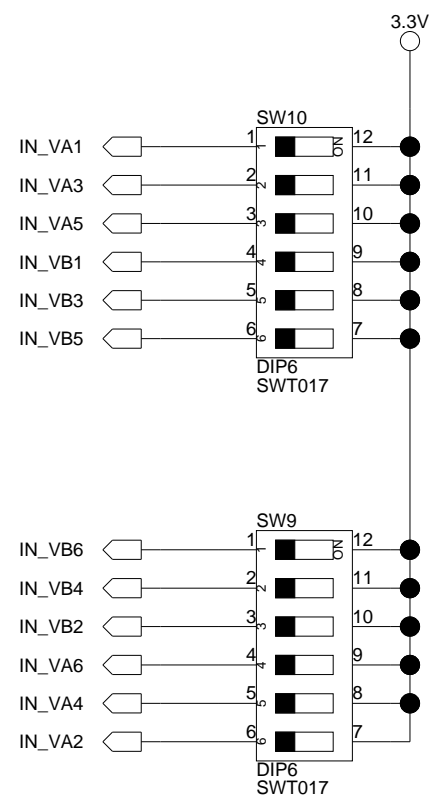 3.3V
SW10
IN_VA1 1 1 ON 12
IN_VA3 2 2 11
IN_VA5 3 3 10
IN_VB1 4 4 9
IN_VB3 5 5 8
IN_VB5 6 6 7
DIP6
SWT017
SW9
IN_VB6 1 1 ON 12
IN_VB4 2 2 11
IN_VB2 3 3 10
IN_VA6 4 4 9
IN_VA4 5 5 8
IN_VA2 6 6 7
DIP6
SWT017